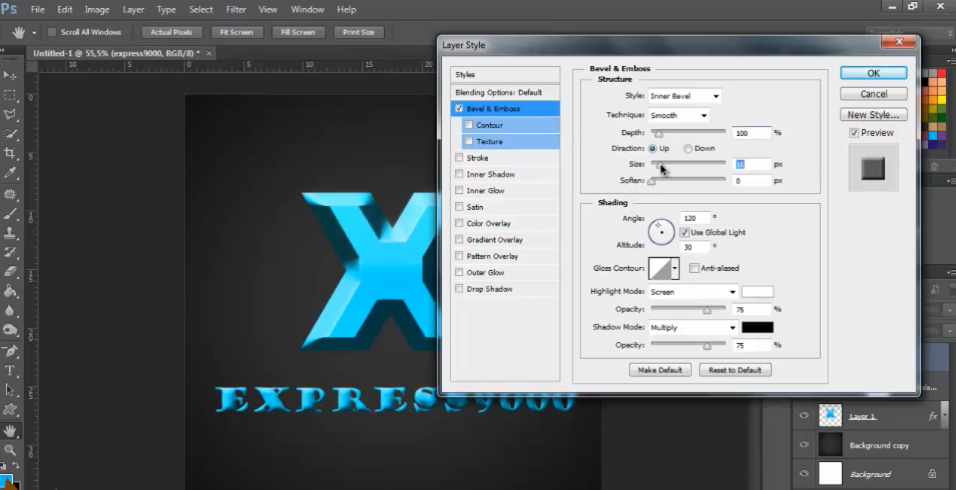 Ps File Edit Image Layer Type Select Filter 3D View Window Help
Scroll All Windows Actual Pixels Fit Screen Fill Screen Print Size
Untitled-1 @ 55,5% (express9000, RGB/8) * ×
X
EXPRESS9000
Layer Style
Styles
Blending Options: Default
Bevel & Emboss
Contour
Texture
Stroke
Inner Shadow
Inner Glow
Satin
Color Overlay
Gradient Overlay
Pattern Overlay
Outer Glow
Drop Shadow
Bevel & Emboss
Structure
Style: Inner Bevel
Technique: Smooth
Depth: 100 %
Direction: Up Down
Size: px
Soften: 0 px
Shading
Angle: 120 °
Use Global Light
Altitude: 30 °
Gloss Contour: Anti-aliased
Highlight Mode: Screen
Opacity: 75 %
Shadow Mode: Multiply
Opacity: 75 %
Make Default Reset to Default
OK
Cancel
New Style...
Preview
Layer 1 fx
Background copy
Background